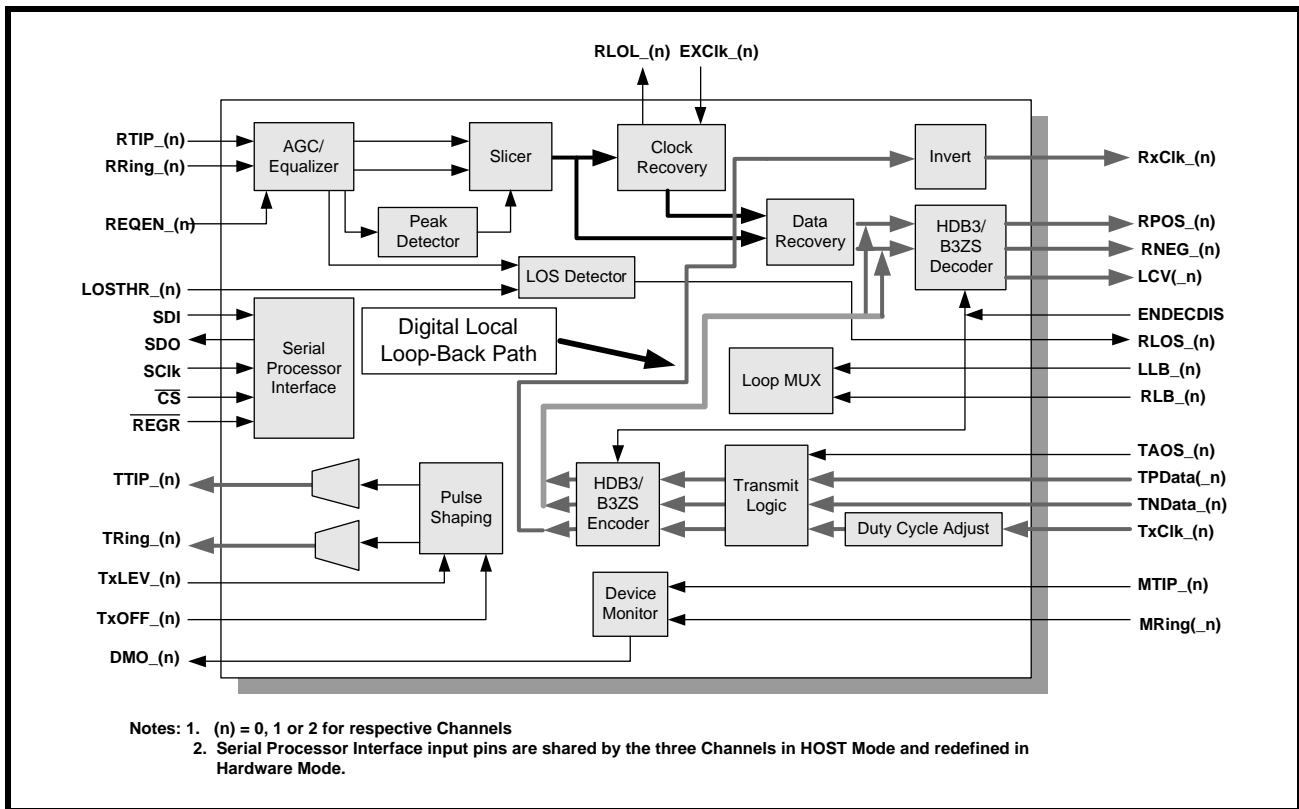 RLOL_(n) EXClk_(n)
RTIP_(n)
RRing_(n)
REQEN_(n)
LOSTHR_(n)
SDI
SDO
SClk
CS
REGR
TTIP_(n)
TRing_(n)
TxLEV_(n)
TxOFF_(n)
DMO_(n)
AGC/
Equalizer
Slicer
Clock
Recovery
Invert
Peak
Detector
Data
Recovery
HDB3/
B3ZS
Decoder
LOS Detector
Serial
Processor
Interface
Digital Local
Loop-Back Path
Loop MUX
Pulse
Shaping
HDB3/
B3ZS
Encoder
Transmit
Logic
Duty Cycle Adjust
Device
Monitor
RxClk_(n)
RPOS_(n)
RNEG_(n)
LCV(_n)
ENDECDIS
RLOS_(n)
LLB_(n)
RLB_(n)
TAOS_(n)
TPData(_n)
TNData_(n)
TxClk_(n)
MTIP_(n)
MRing(_n)
Notes: 1. (n) = 0, 1 or 2 for respective Channels
2. Serial Processor Interface input pins are shared by the three Channels in HOST Mode and redefined in
Hardware Mode.